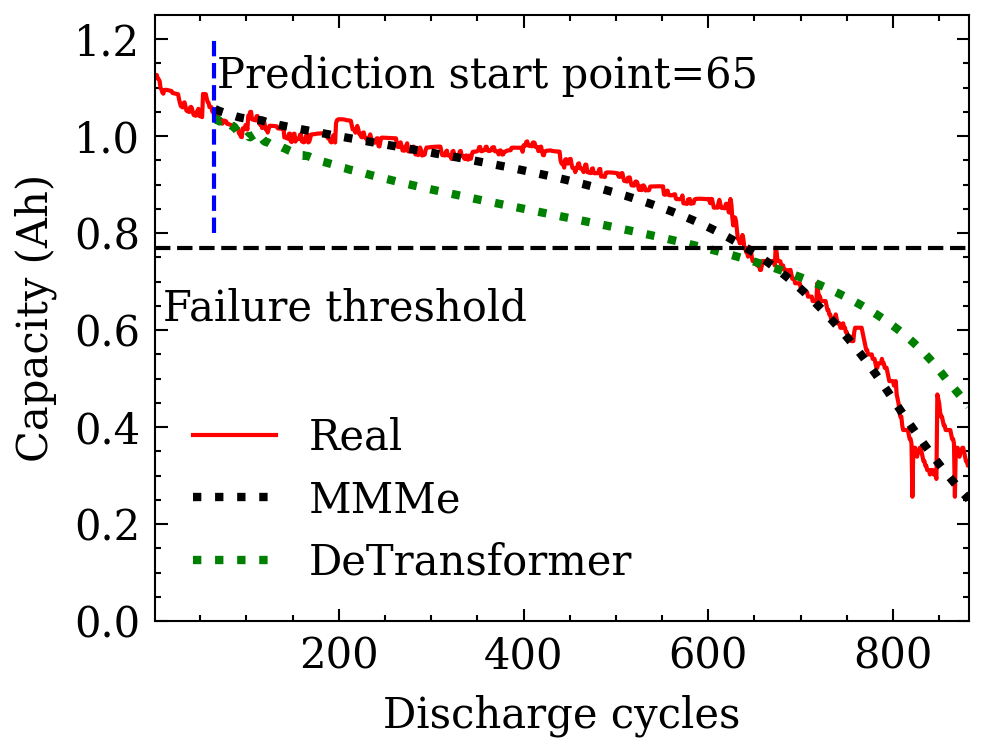 1.2
Prediction start point=65
1.0
0.8
Failure threshold
0.6
Capacity (Ah)
0.4
Real
MMMe
0.2
DeTransformer
0.0
200 400 600 800
Discharge cycles